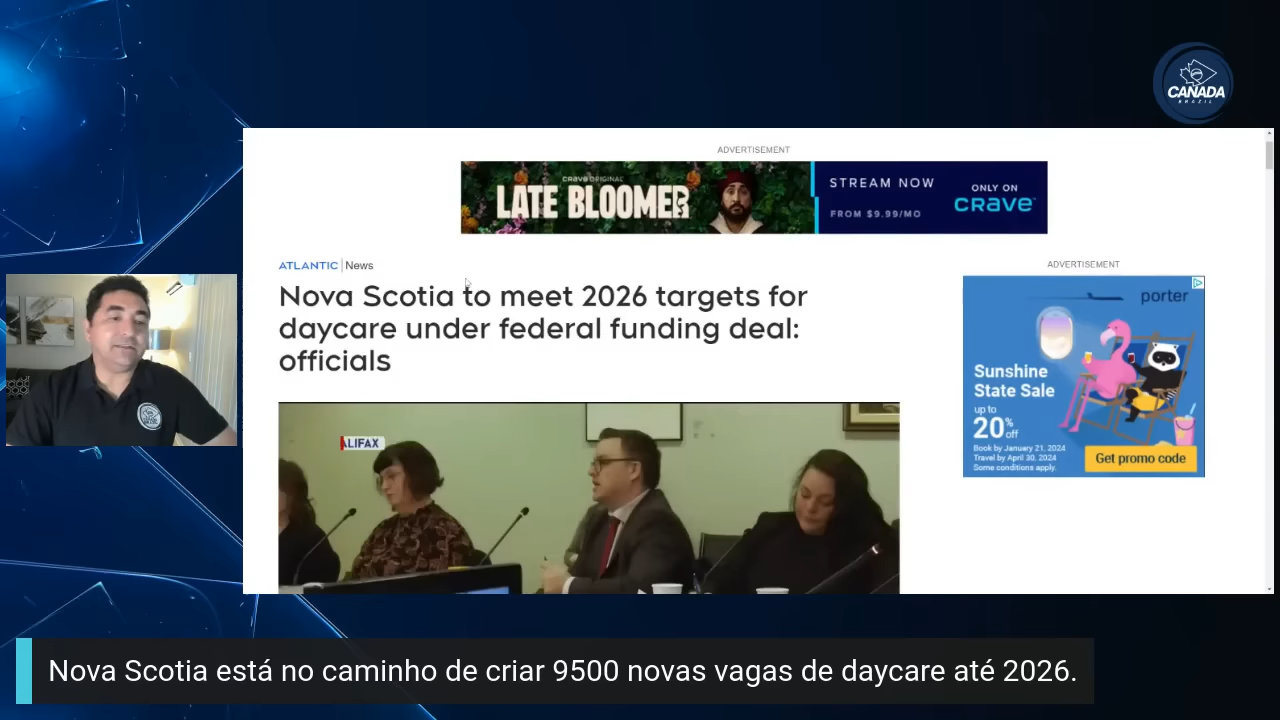 CANADA
BRAZIL
ADVERTISEMENT
CRAVE ORIGINAL
LATE BLOOMER
STREAM NOW
FROM $9.99/MO
ONLY ON
CRAVE
ATLANTIC | News
Nova Scotia to meet 2026 targets for
daycare under federal funding deal:
officials
ALIFAX
ADVERTISEMENT
porter
Sunshine
State Sale
up to
20% off
Book by January 21, 2024
Travel by April 30, 2024
Some conditions apply.
Get promo code
Nova Scotia está no caminho de criar 9500 novas vagas de daycare até 2026.